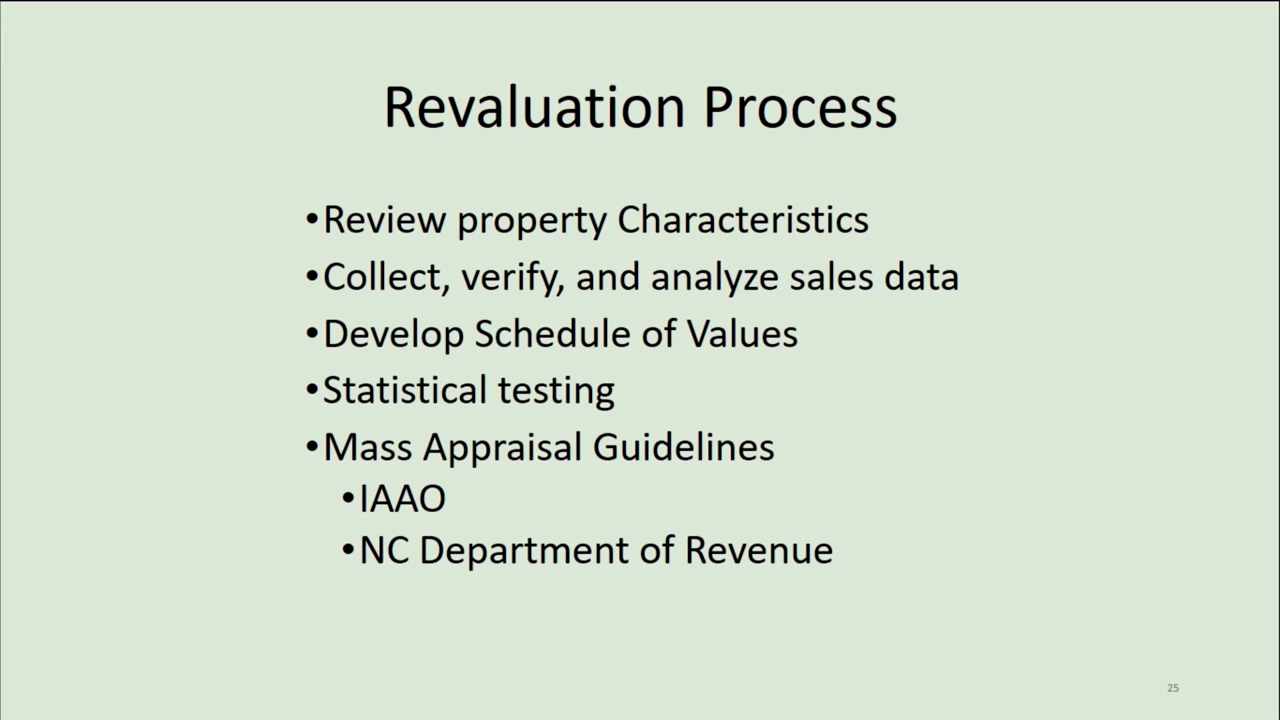 Revaluation Process
•Review property Characteristics
•Collect, verify, and analyze sales data
•Develop Schedule of Values
•Statistical testing
•Mass Appraisal Guidelines
•IAAO
•NC Department of Revenue
25